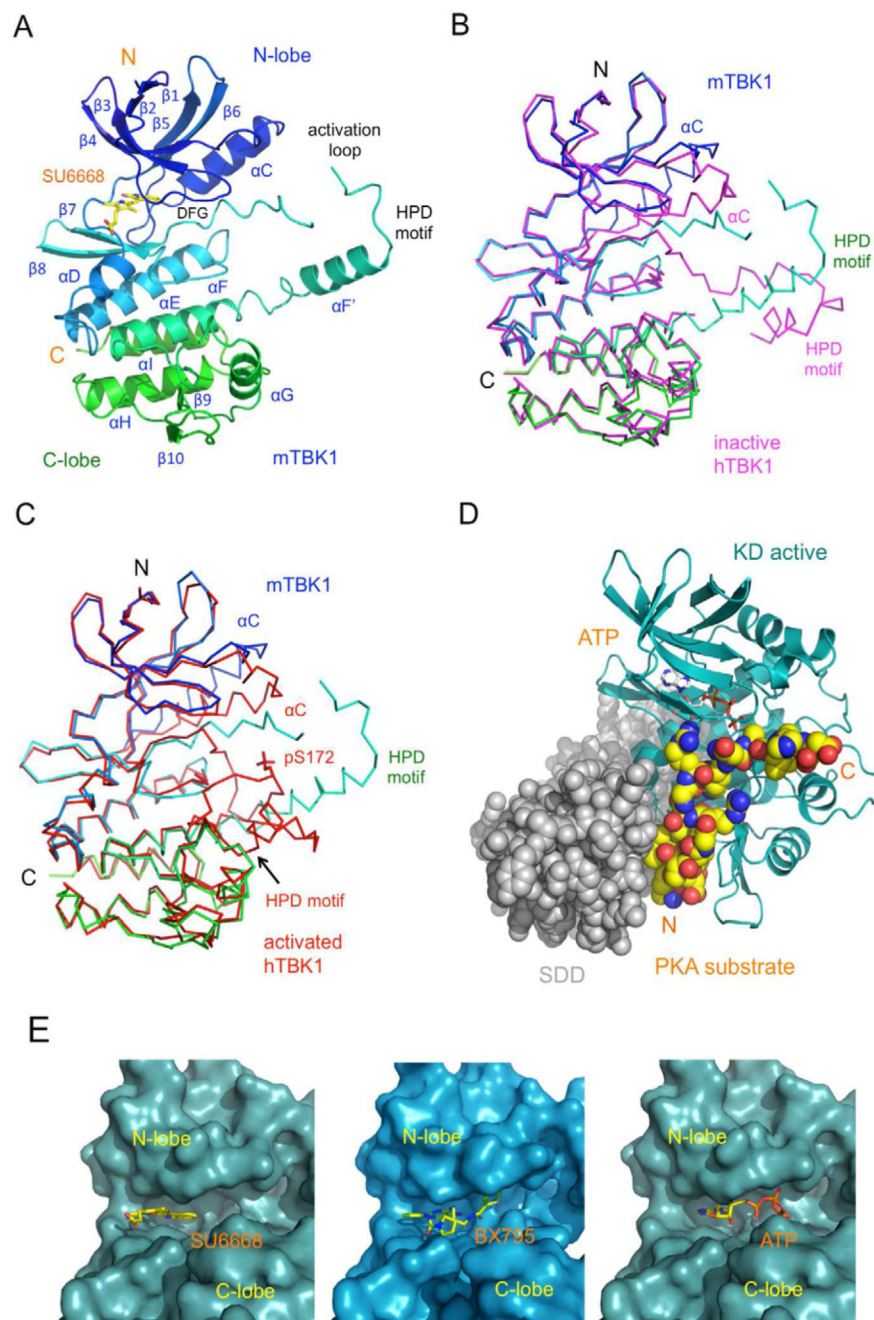 A
N
N-lobe
β3
β2
β1
β5
β6
β4
αC
activation
loop
SU6668
DFG
HPD
motif
β7
β8
αD
αF
αE
αF'
C
αI
αG
β9
αH
C-lobe
β10
mTBK1
B
N
mTBK1
αC
αC
HPD
motif
HPD
motif
C
inactive
hTBK1
C
N
mTBK1
αC
αC
pS172
HPD
motif
C
HPD motif
activated
hTBK1
D
KD active
ATP
C
N
SDD
PKA substrate
E
N-lobe
SU6668
C-lobe
N-lobe
BX795
C-lobe
N-lobe
ATP
C-lobe